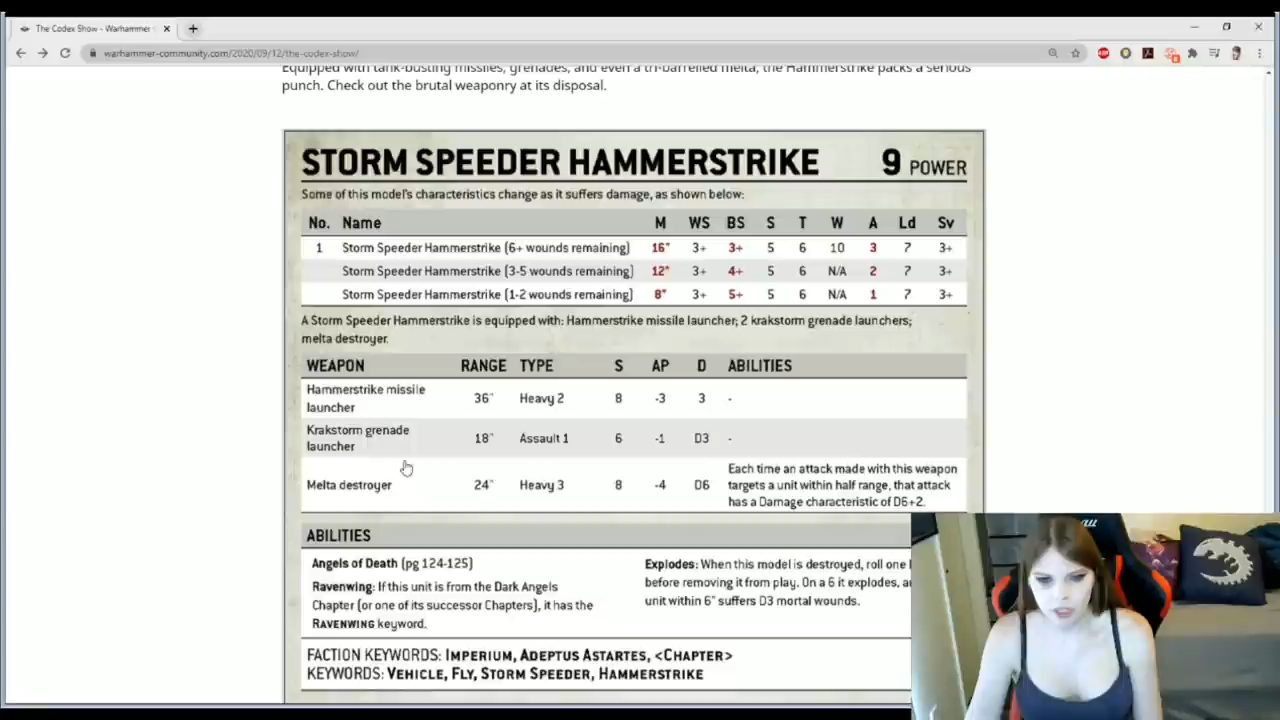 The Codex Show - Warhammer
warhammer-community.com/2020/09/12/the-codex-show/
Equipped with tank-busting missiles, grenades, and even a tri-barrelled melta, the Hammerstrike packs a serious
punch. Check out the brutal weaponry at its disposal.
STORM SPEEDER HAMMERSTRIKE 9 POWER
Some of this model's characteristics change as it suffers damage, as shown below:
No. Name M WS BS S T W A Ld Sv
1 Storm Speeder Hammerstrike (6+ wounds remaining) 16" 3+ 3+ 5 6 10 3 7 3+
Storm Speeder Hammerstrike (3-5 wounds remaining) 12" 3+ 4+ 5 6 N/A 2 7 3+
Storm Speeder Hammerstrike (1-2 wounds remaining) 8" 3+ 5+ 5 6 N/A 1 7 3+
A Storm Speeder Hammerstrike is equipped with: Hammerstrike missile launcher; 2 krakstorm grenade launchers;
melta destroyer.
WEAPON RANGE TYPE S AP D ABILITIES
Hammerstrike missile
launcher 36" Heavy 2 8 -3 3 -
Krakstorm grenade
launcher 18" Assault 1 6 -1 D3 -
Each time an attack made with this weapon
Melta destroyer 24" Heavy 3 8 -4 D6 targets a unit within half range, that attack
has a Damage characteristic of D6+2.
ABILITIES
Angels of Death (pg 124-125)
Ravenwing: If this unit is from the Dark Angels
Chapter (or one of its successor Chapters), it has the
RAVENWING keyword.
Explodes: When this model is destroyed, roll one
before removing it from play. On a 6 it explodes,
unit within 6" suffers D3 mortal wounds.
FACTION KEYWORDS: IMPERIUM, ADEPTUS ASTARTES, <CHAPTER>
KEYWORDS: VEHICLE, FLY, STORM SPEEDER, HAMMERSTRIKE